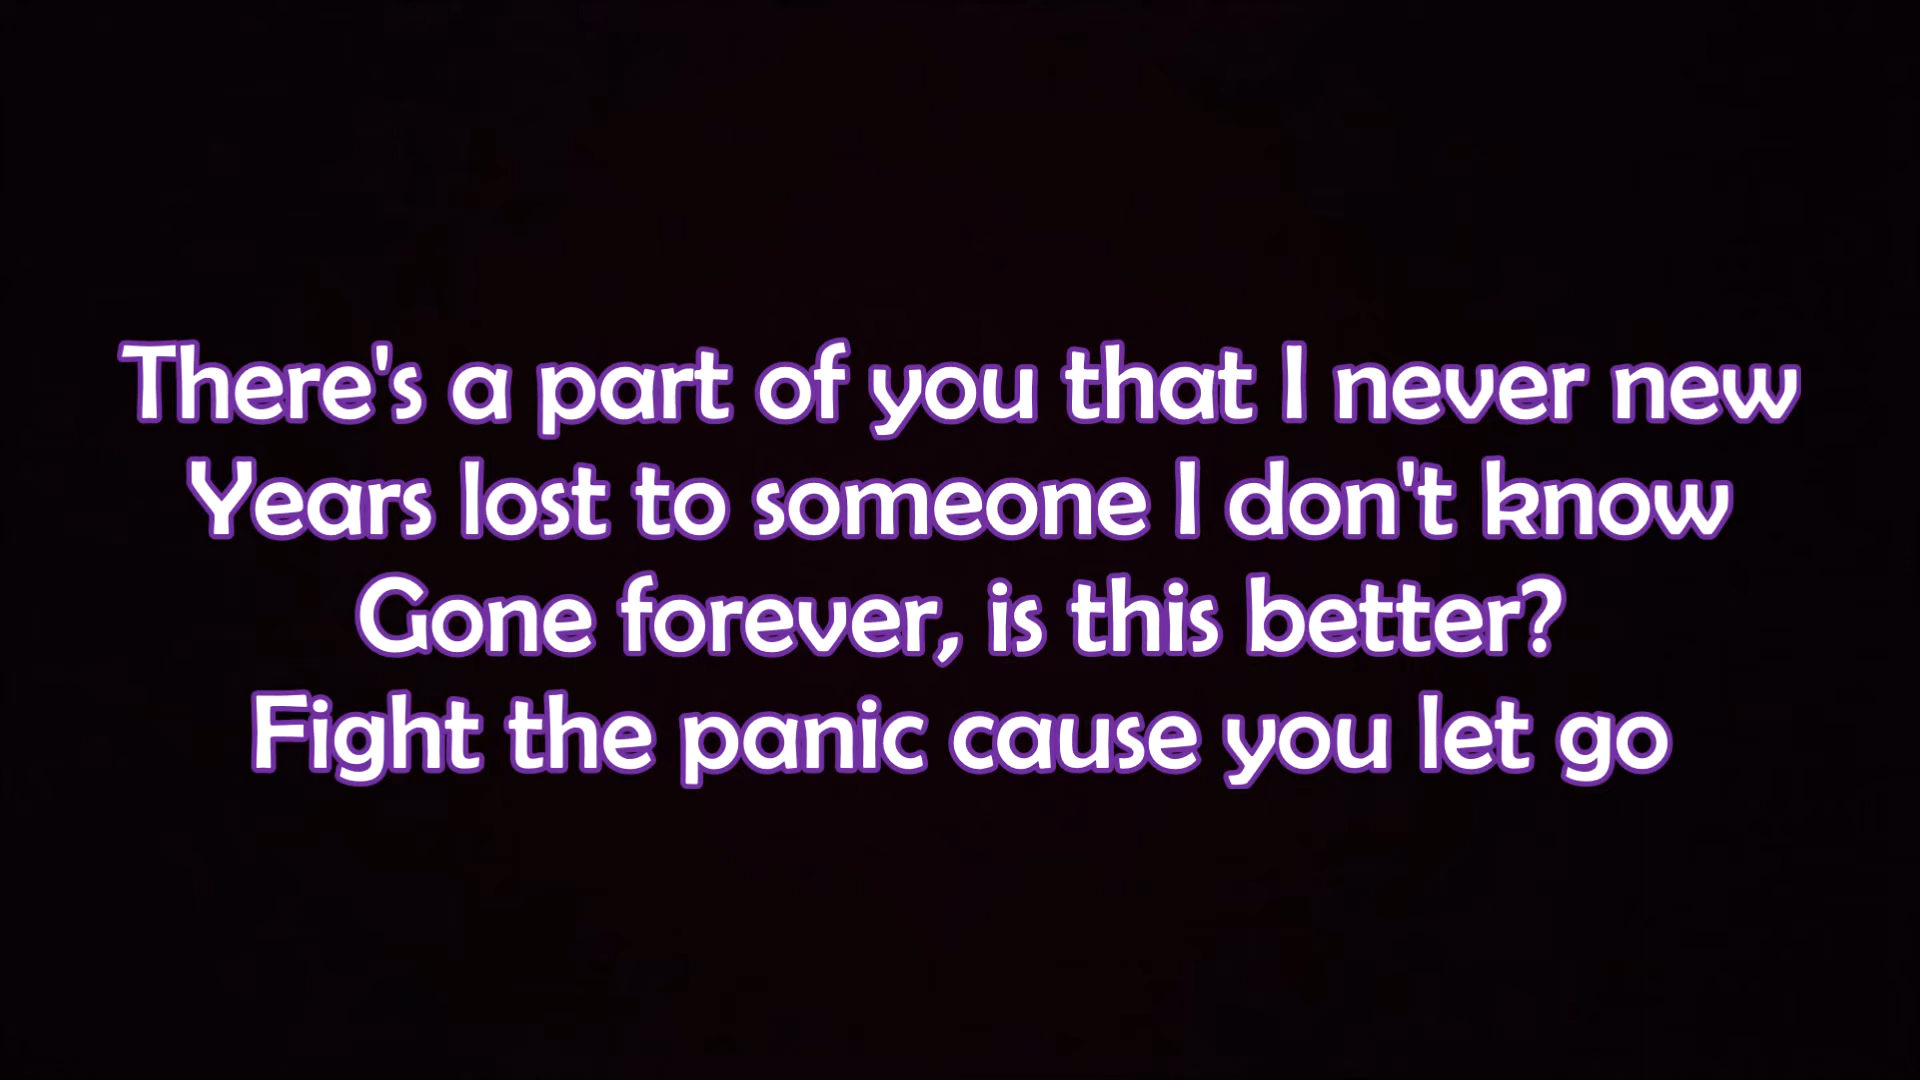 There's a part of you that I never new
Years lost to someone I don't know
Gone forever, is this better?
Fight the panic cause you let go